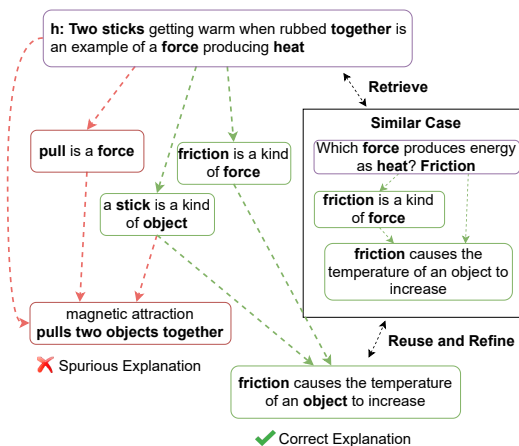 h: Two sticks getting warm when rubbed together is
an example of a force producing heat
Retrieve
Similar Case
Which force produces energy
as heat? Friction
pull is a force
friction is a kind
of force
a stick is a kind
of object
friction is a kind
of force
friction causes the
temperature of an object to
increase
magnetic attraction
pulls two objects together
Spurious Explanation
Reuse and Refine
friction causes the temperature
of an object to increase
Correct Explanation